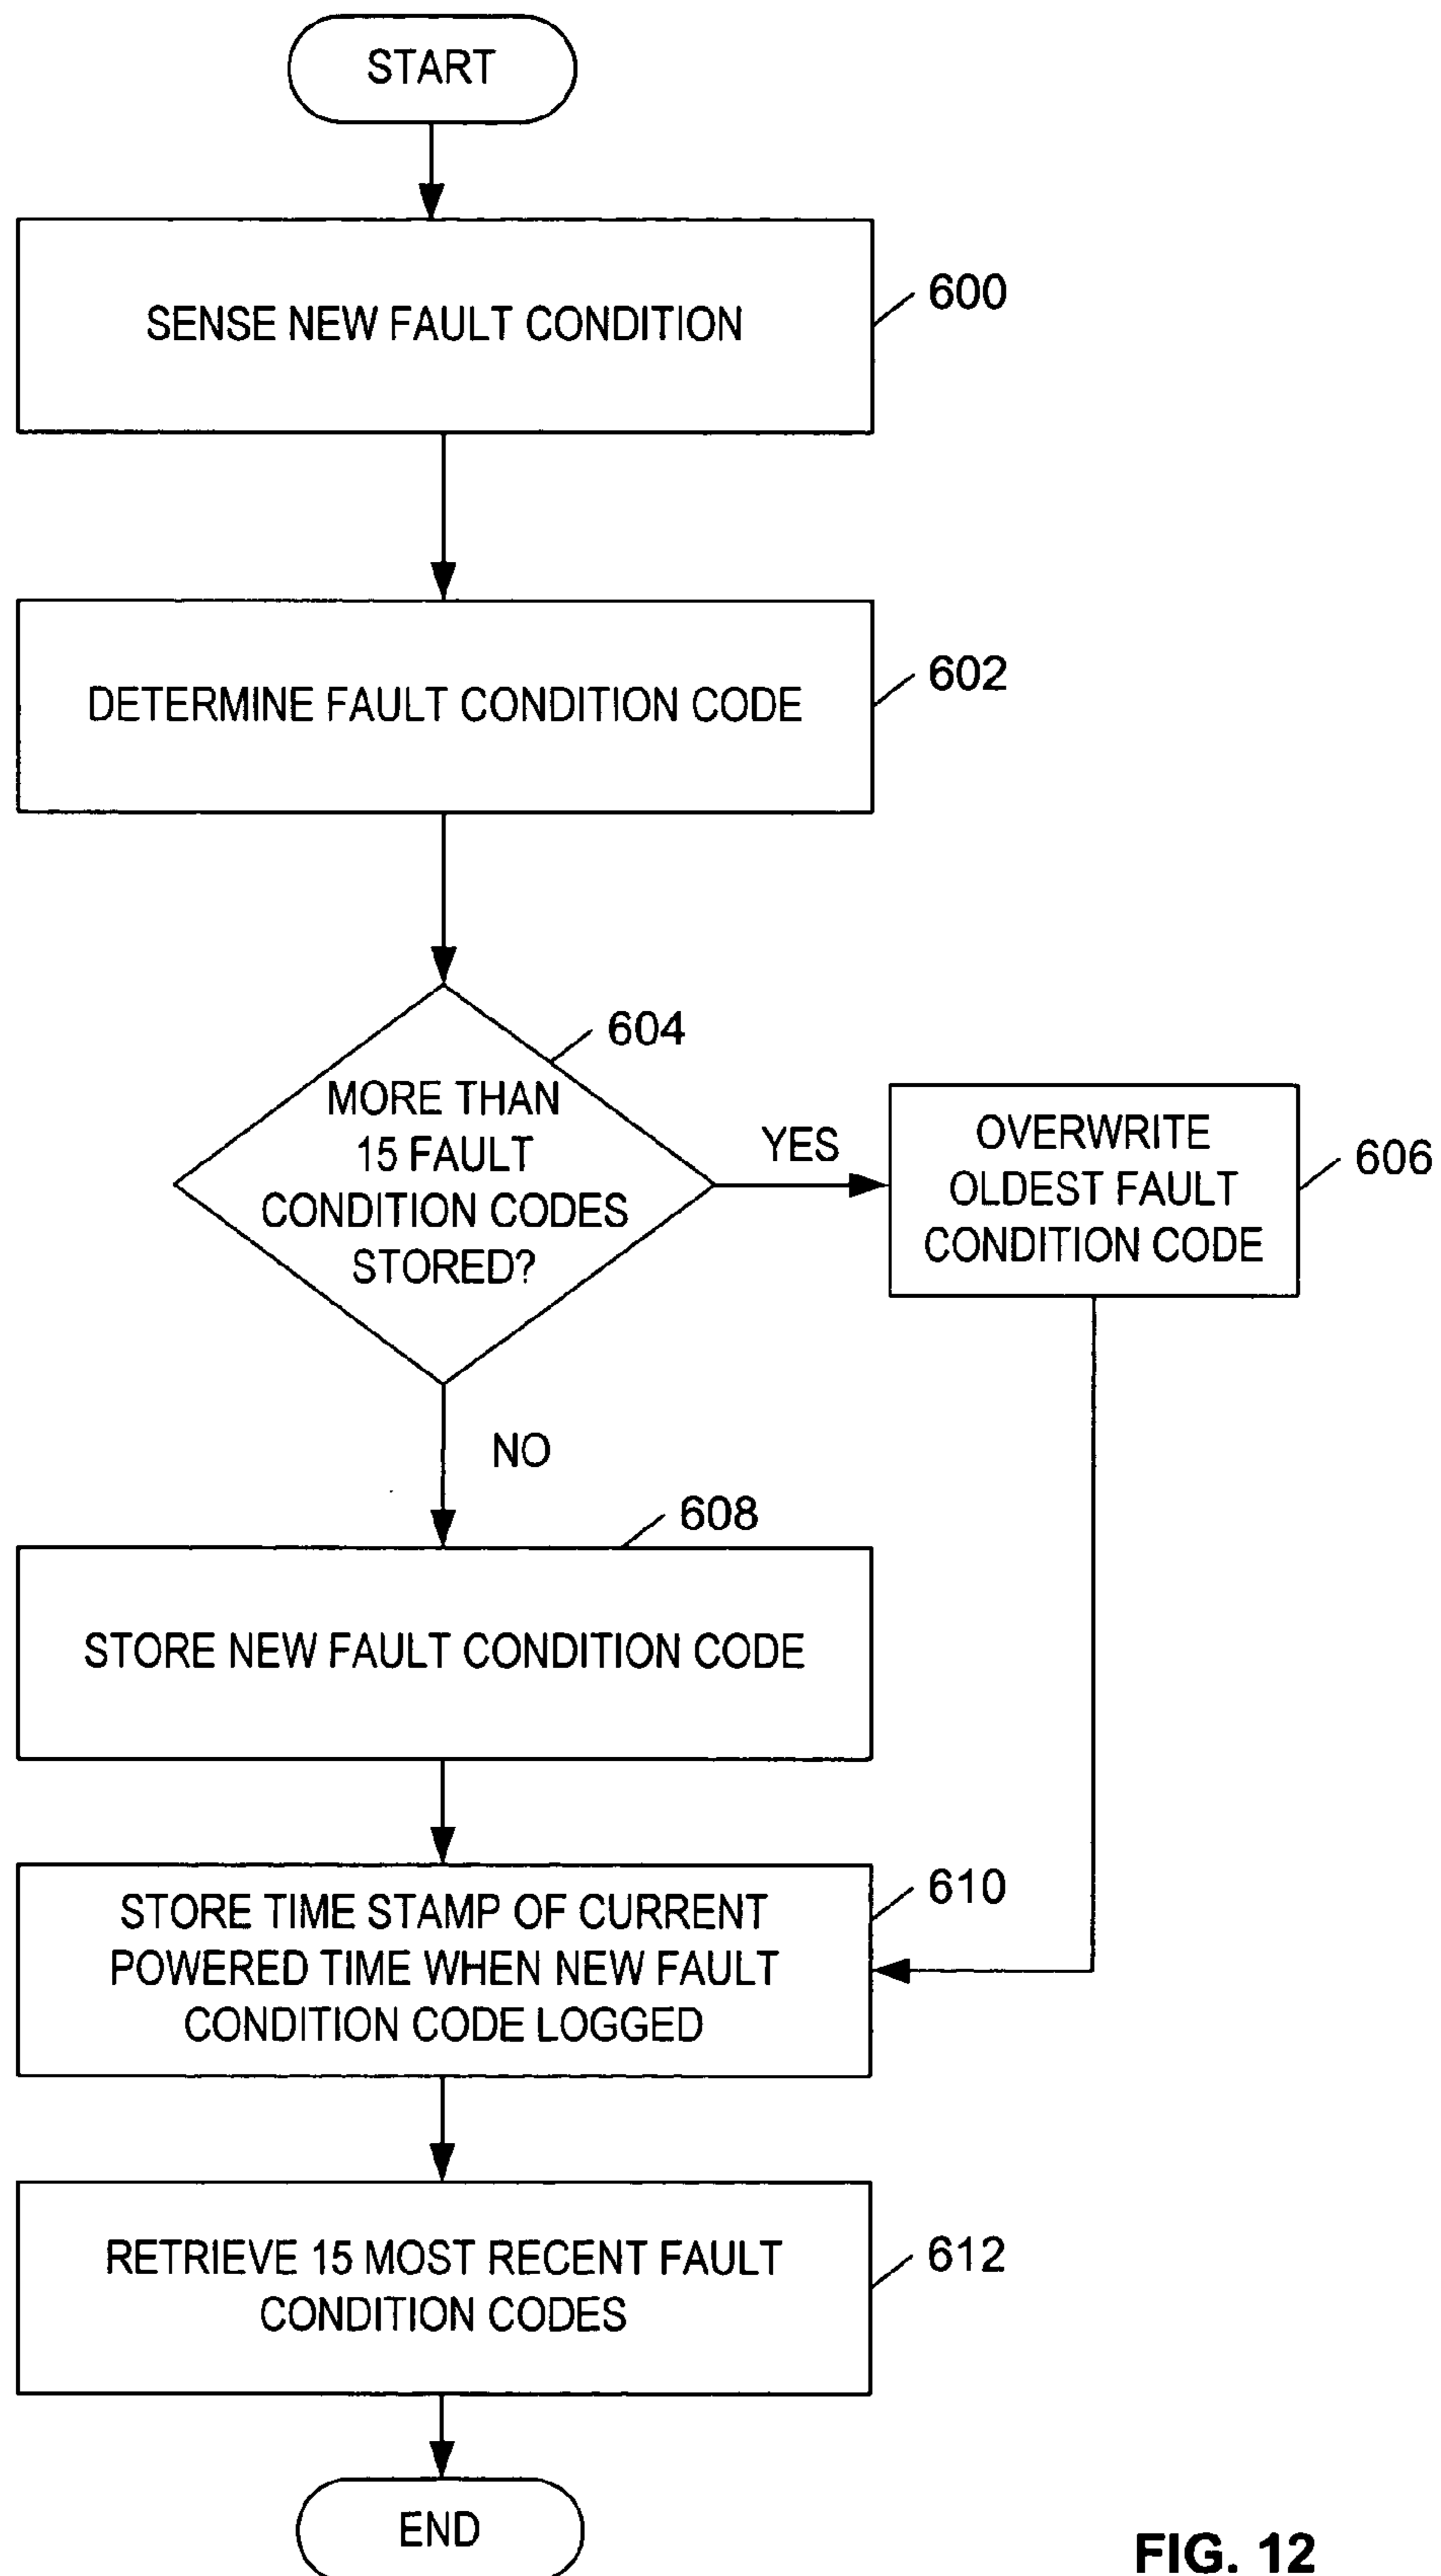 START
SENSE NEW FAULT CONDITION
600
DETERMINE FAULT CONDITION CODE
602
604
MORE THAN
15 FAULT
CONDITION CODES
STORED?
YES
OVERWRITE
OLDEST FAULT
CONDITION CODE
606
NO
608
STORE NEW FAULT CONDITION CODE
STORE TIME STAMP OF CURRENT
POWERED TIME WHEN NEW FAULT
CONDITION CODE LOGGED
610
RETRIEVE 15 MOST RECENT FAULT
CONDITION CODES
612
END
FIG. 12